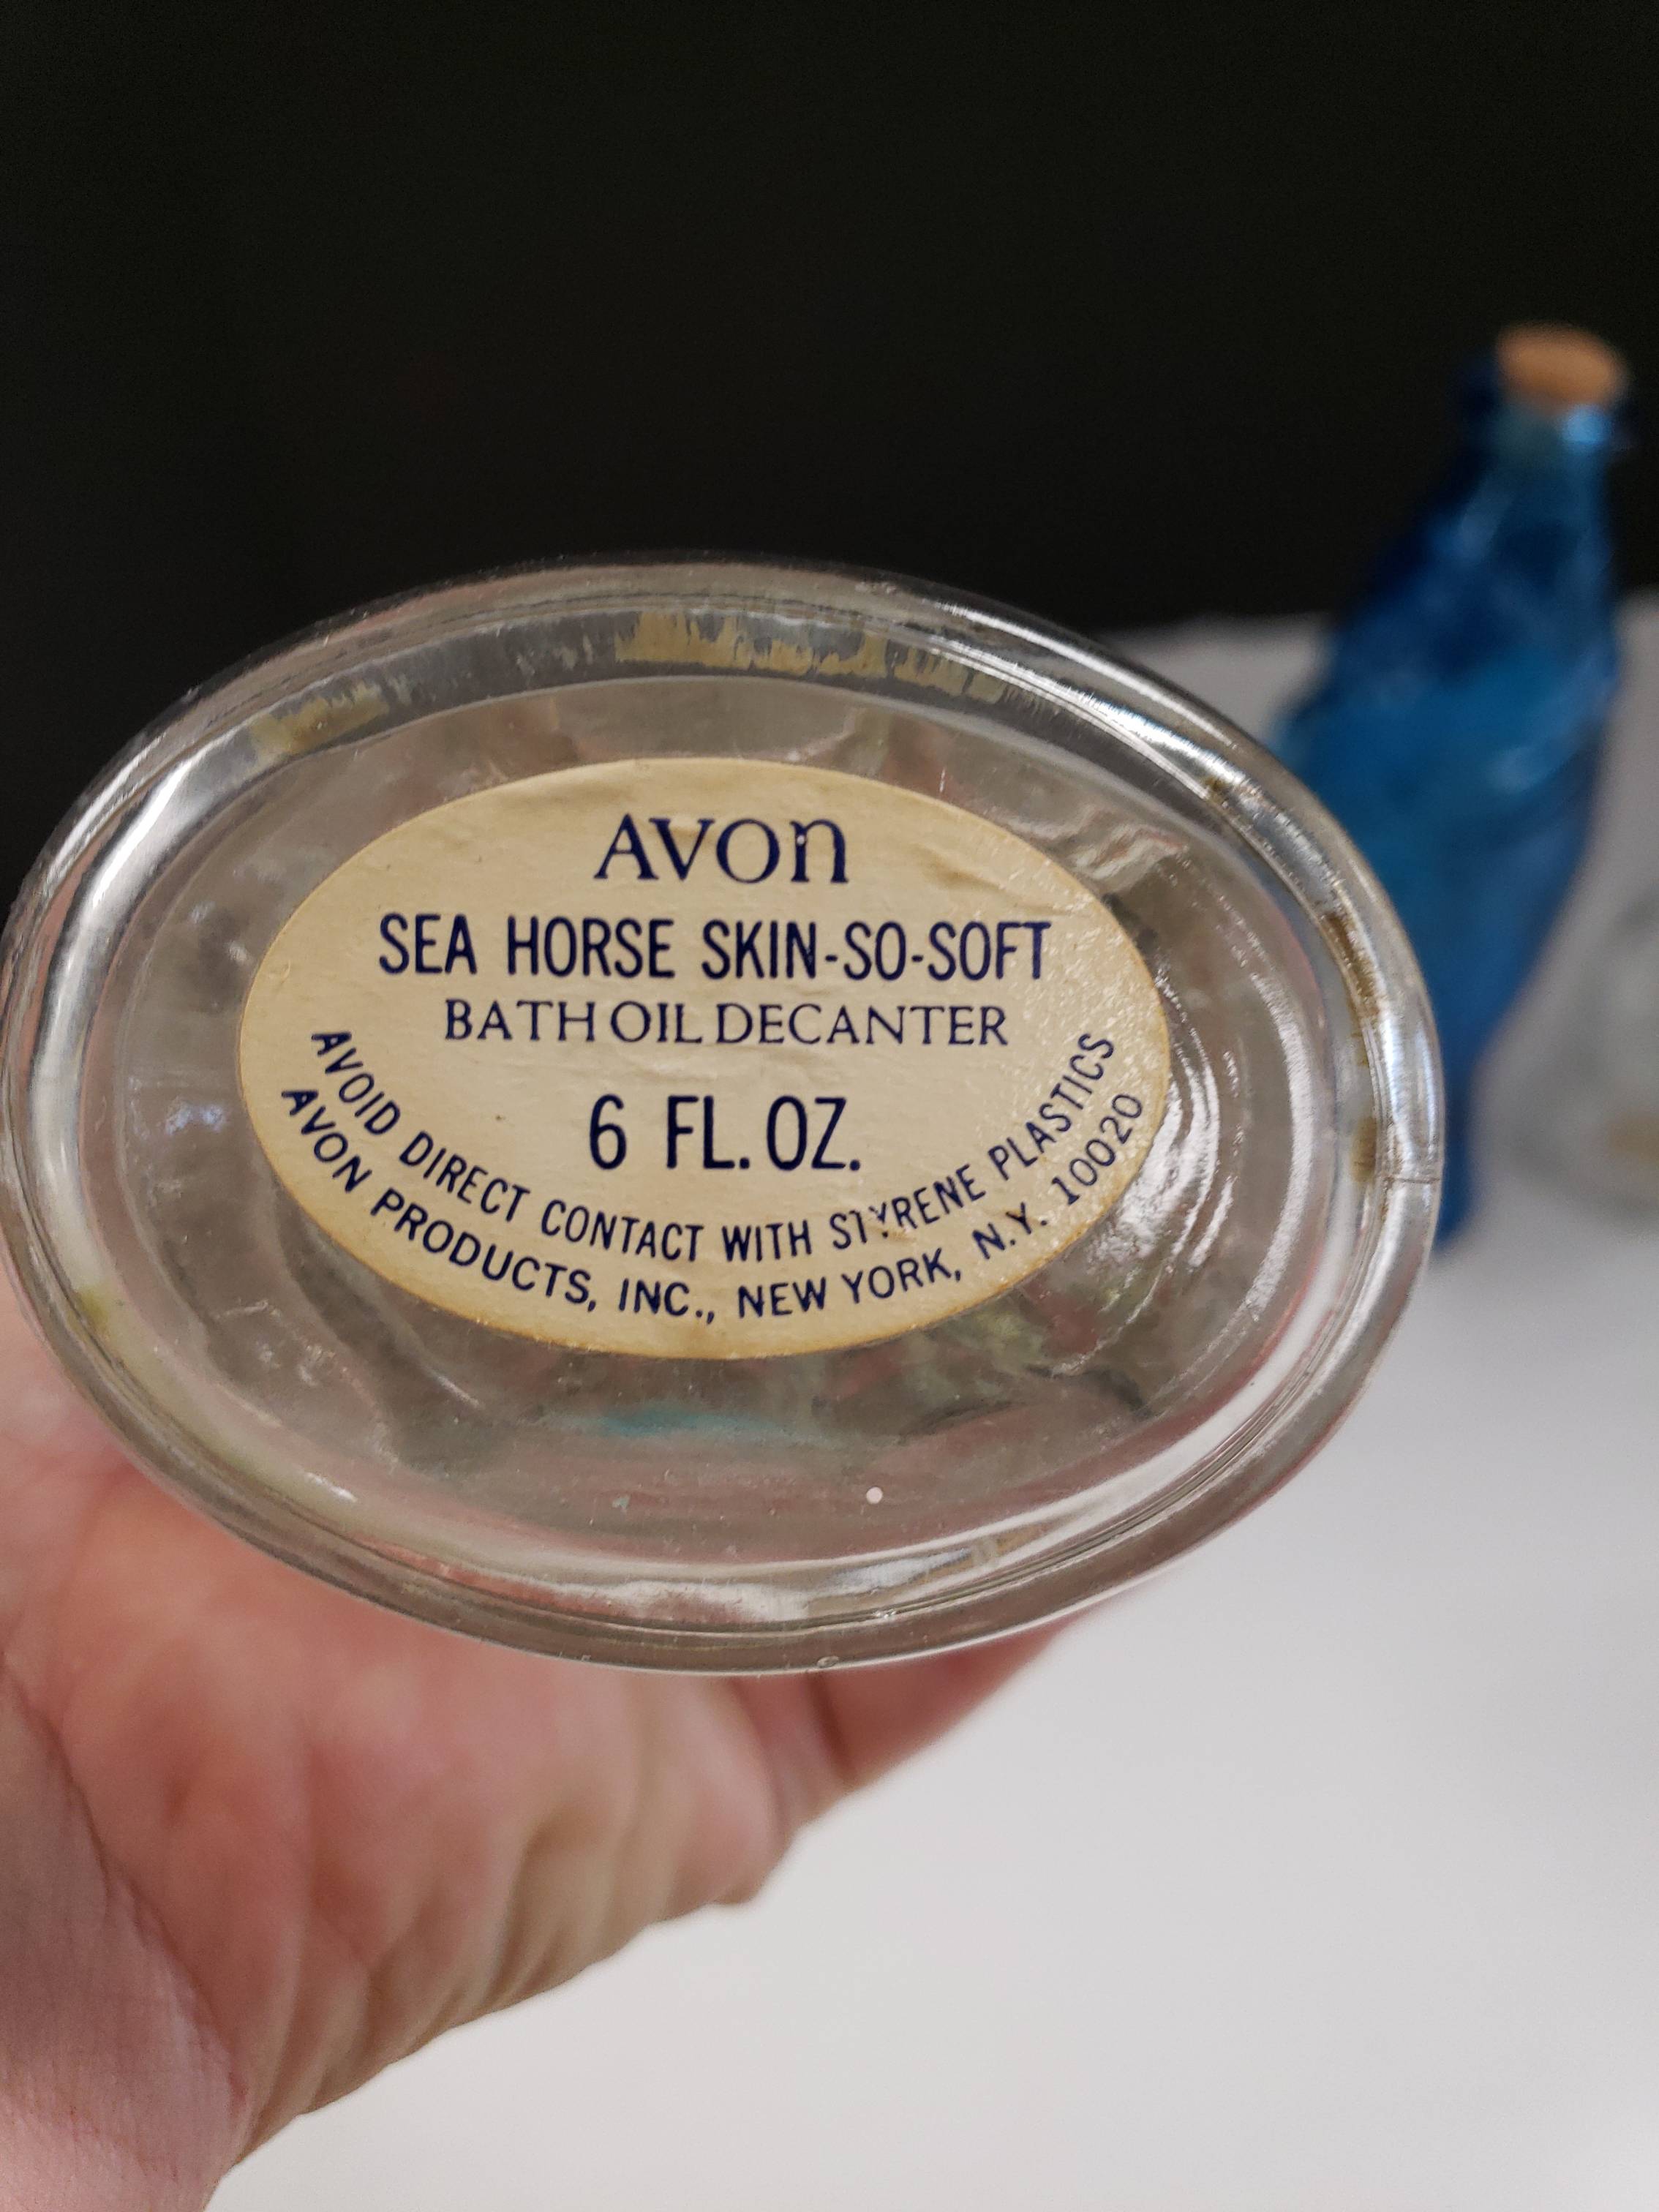 AVON
SEA HORSE SKIN-SO-SOFT
BATH OIL DECANTER
6 FL. OZ.
AVOID DIRECT CONTACT WITH STYRENE PLASTICS
AVON PRODUCTS, INC., NEW YORK, N.Y. 10020